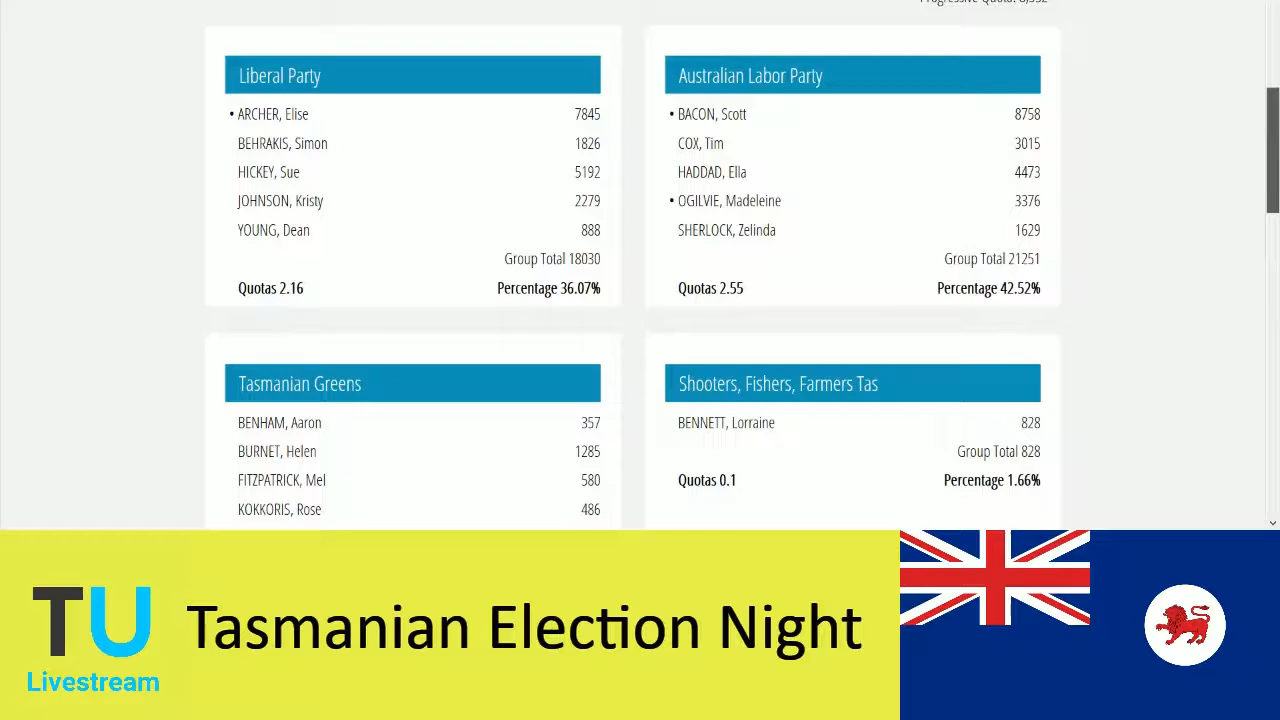 Progressive Quota: 8,332
Liberal Party
• ARCHER, Elise 7845
BEHRAKIS, Simon 1826
HICKEY, Sue 5192
JOHNSON, Kristy 2279
YOUNG, Dean 888
Group Total 18030
Quotas 2.16 Percentage 36.07%
Australian Labor Party
• BACON, Scott 8758
COX, Tim 3015
HADDAD, Ella 4473
• OGILVIE, Madeleine 3376
SHERLOCK, Zelinda 1629
Group Total 21251
Quotas 2.55 Percentage 42.52%
Tasmanian Greens
BENHAM, Aaron 357
BURNET, Helen 1285
FITZPATRICK, Mel 580
KOKKORIS, Rose 486
Shooters, Fishers, Farmers Tas
BENNETT, Lorraine 828
Group Total 828
Quotas 0.1 Percentage 1.66%
TU
Livestream
Tasmanian Election Night